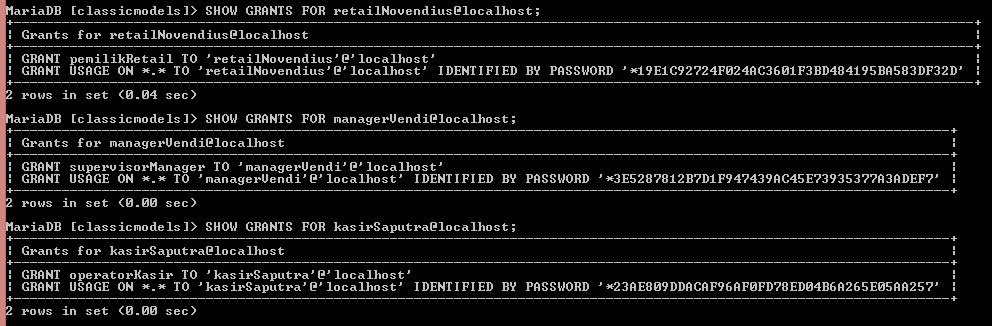 MariaDB [classicmodels]> SHOW GRANTS FOR retailNovendius@localhost;
| Grants for retailNovendius@localhost |
| GRANT pemilikRetail TO 'retailNovendius'@'localhost' |
| GRANT USAGE ON *.* TO 'retailNovendius'@'localhost' IDENTIFIED BY PASSWORD '*19E1C92724F024AC3601F3BD484195BA583DF32D' |
2 rows in set (0.04 sec)
MariaDB [classicmodels]> SHOW GRANTS FOR managerVendi@localhost;
| Grants for managerVendi@localhost |
| GRANT supervisorManager TO 'managerVendi'@'localhost' |
| GRANT USAGE ON *.* TO 'managerVendi'@'localhost' IDENTIFIED BY PASSWORD '*3E5287812B7D1F947439AC45E73935377A3ADEF7' |
2 rows in set (0.00 sec)
MariaDB [classicmodels]> SHOW GRANTS FOR kasirSaputra@localhost;
| Grants for kasirSaputra@localhost |
| GRANT operatorKasir TO 'kasirSaputra'@'localhost' |
| GRANT USAGE ON *.* TO 'kasirSaputra'@'localhost' IDENTIFIED BY PASSWORD '*23AE809DDACAF96AF0FD78ED04B6A265E05AA257' |
2 rows in set (0.00 sec)